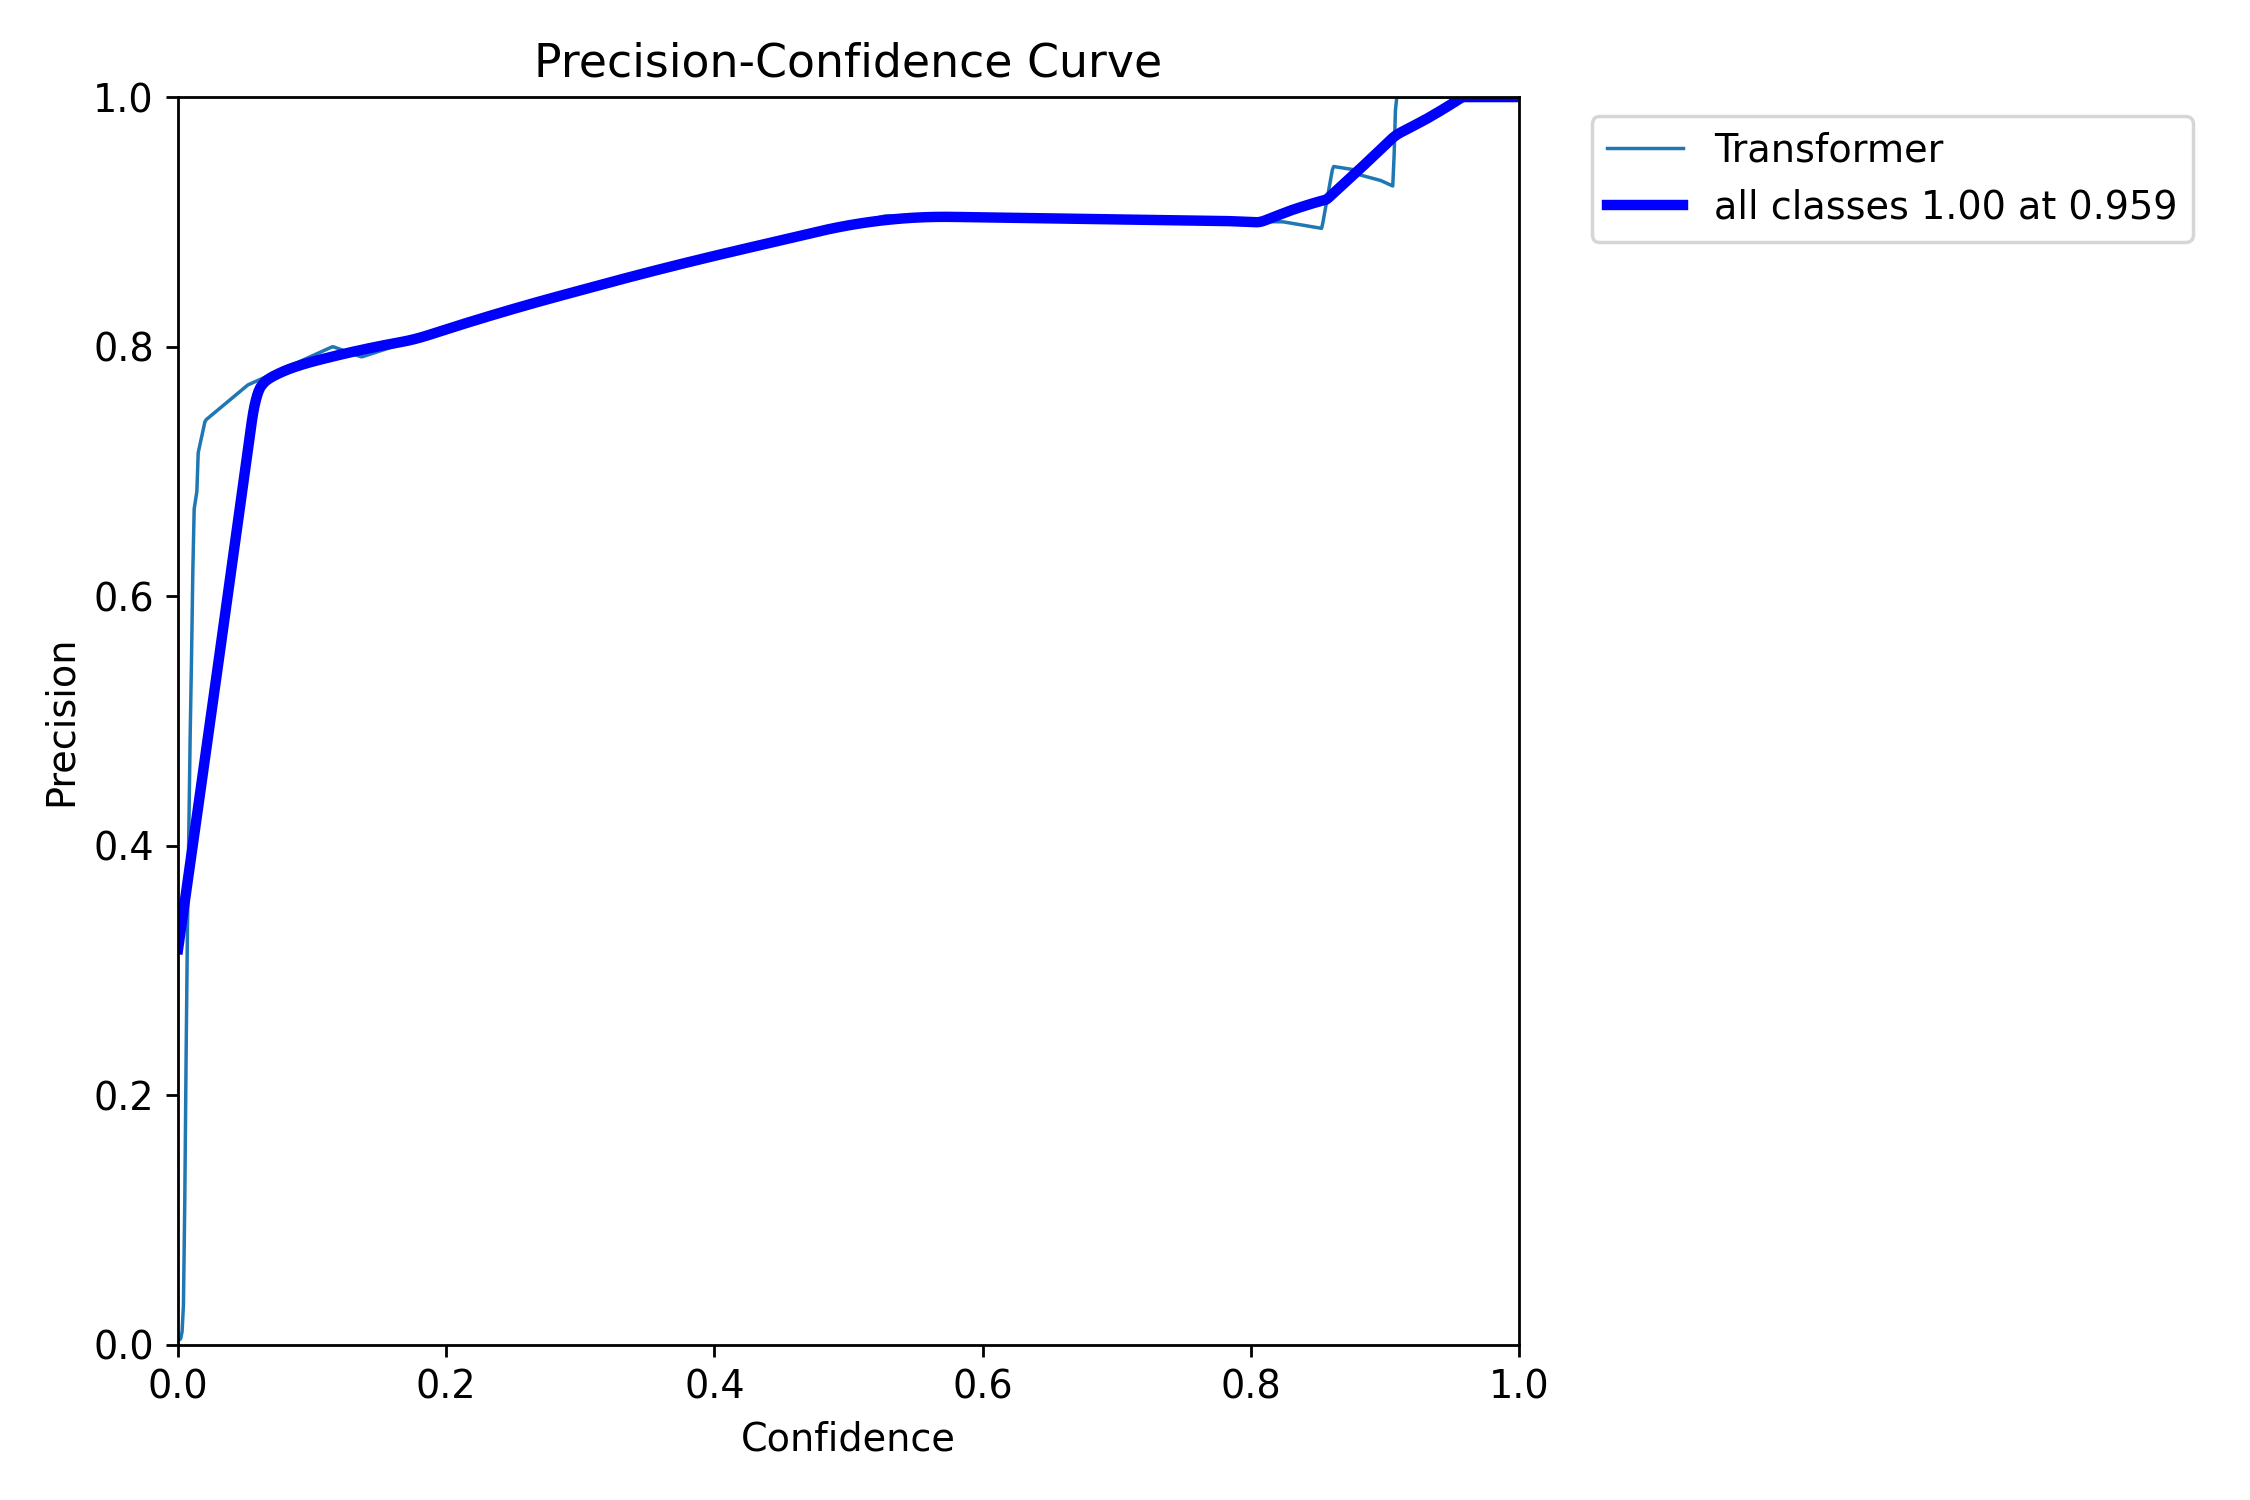 Precision-Confidence Curve
Transformer
all classes 1.00 at 0.959
1.0
0.8
0.6
0.4
0.2
0.0
Precision
0.0 0.2 0.4 0.6 0.8 1.0
Confidence